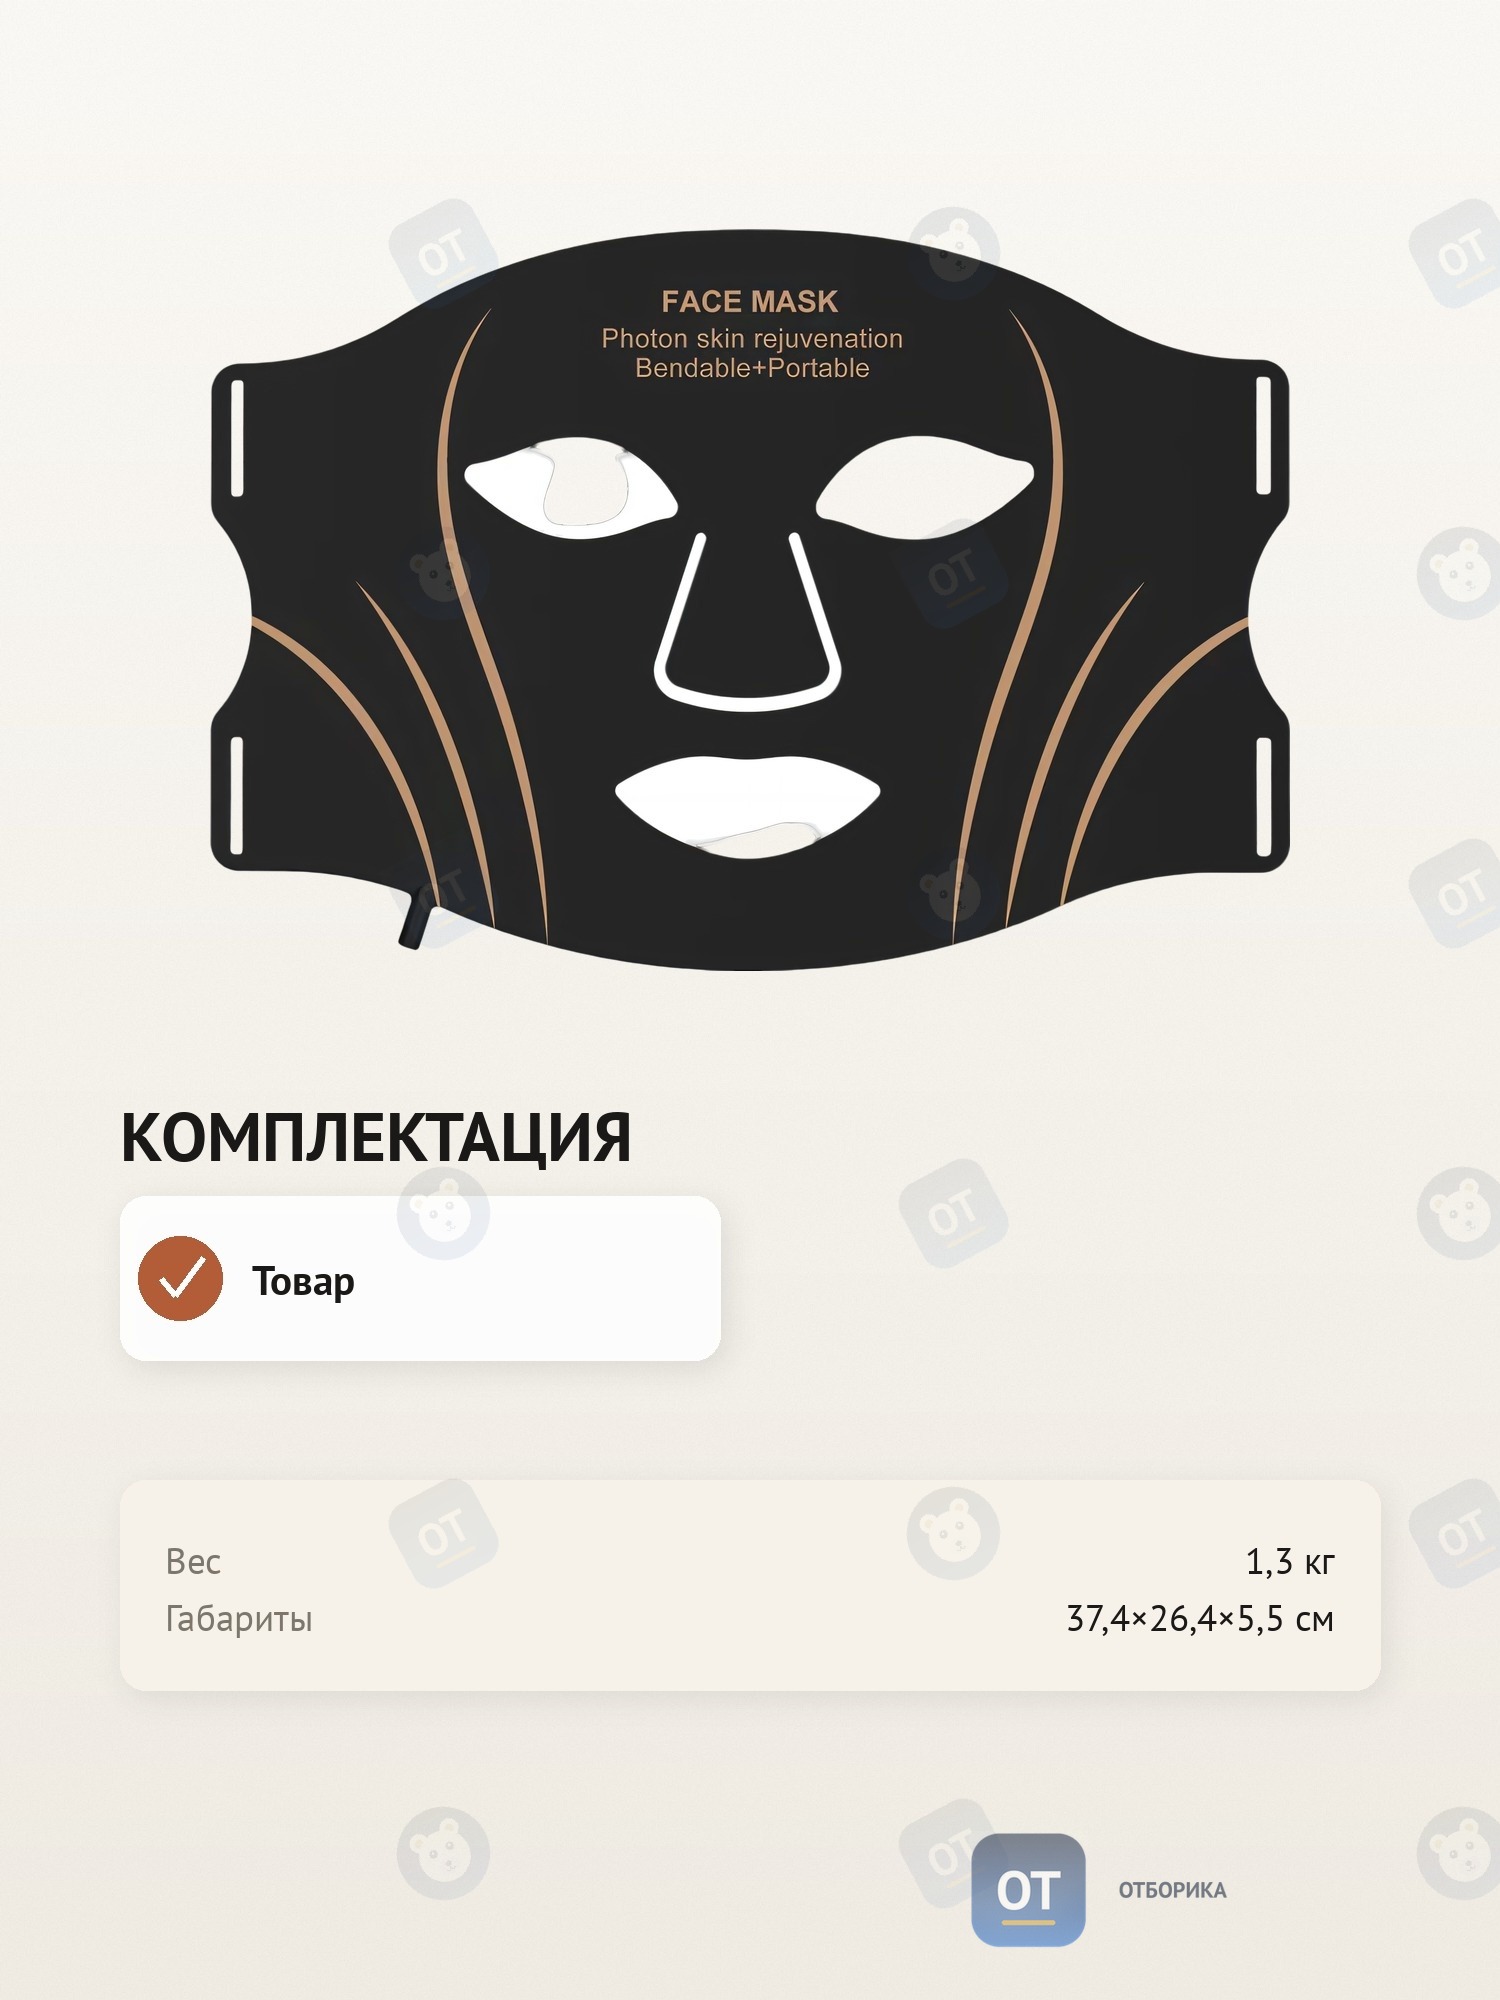 FACE MASK
Photon skin rejuvenation
Bendable+Portable
КОМПЛЕКТАЦИЯ
Товар
Вес 1,3 кг
Габариты 37,4×26,4×5,5 см
ОТ ОТБОРИКА